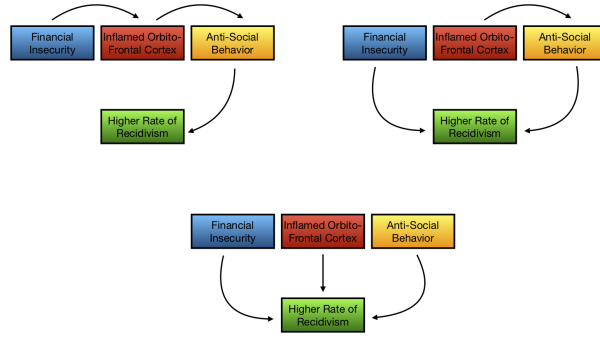 Financial
Insecurity
Inflamed Orbito-
Frontal Cortex
Anti-Social
Behavior
Higher Rate of
Recidivism
Financial
Insecurity
Inflamed Orbito-
Frontal Cortex
Anti-Social
Behavior
Higher Rate of
Recidivism
Financial
Insecurity
Inflamed Orbito-
Frontal Cortex
Anti-Social
Behavior
Higher Rate of
Recidivism